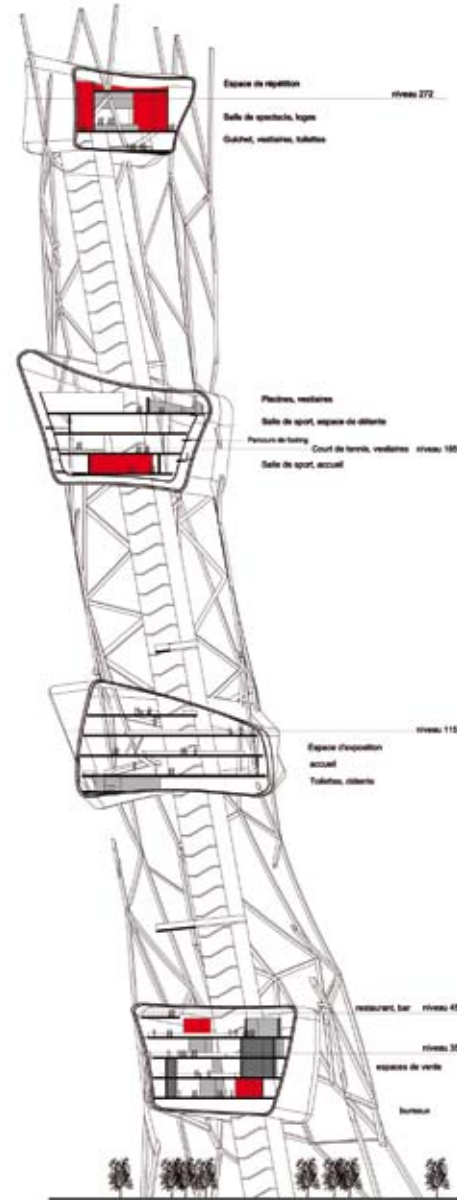 Espace de répétition
niveau 272
Salle de spectacle, loges
Guichet, vestiaires, toilettes
Piscines, vestiaires
Salle de sport, espace de détente
Parcours de footing
Court de tennis, vestiaires niveau 185
Salle de sport, accueil
niveau 115
Espace d'exposition
accueil
Toilettes, détente
restaurant, bar niveau 45
niveau 35
espaces de vente
bureaux